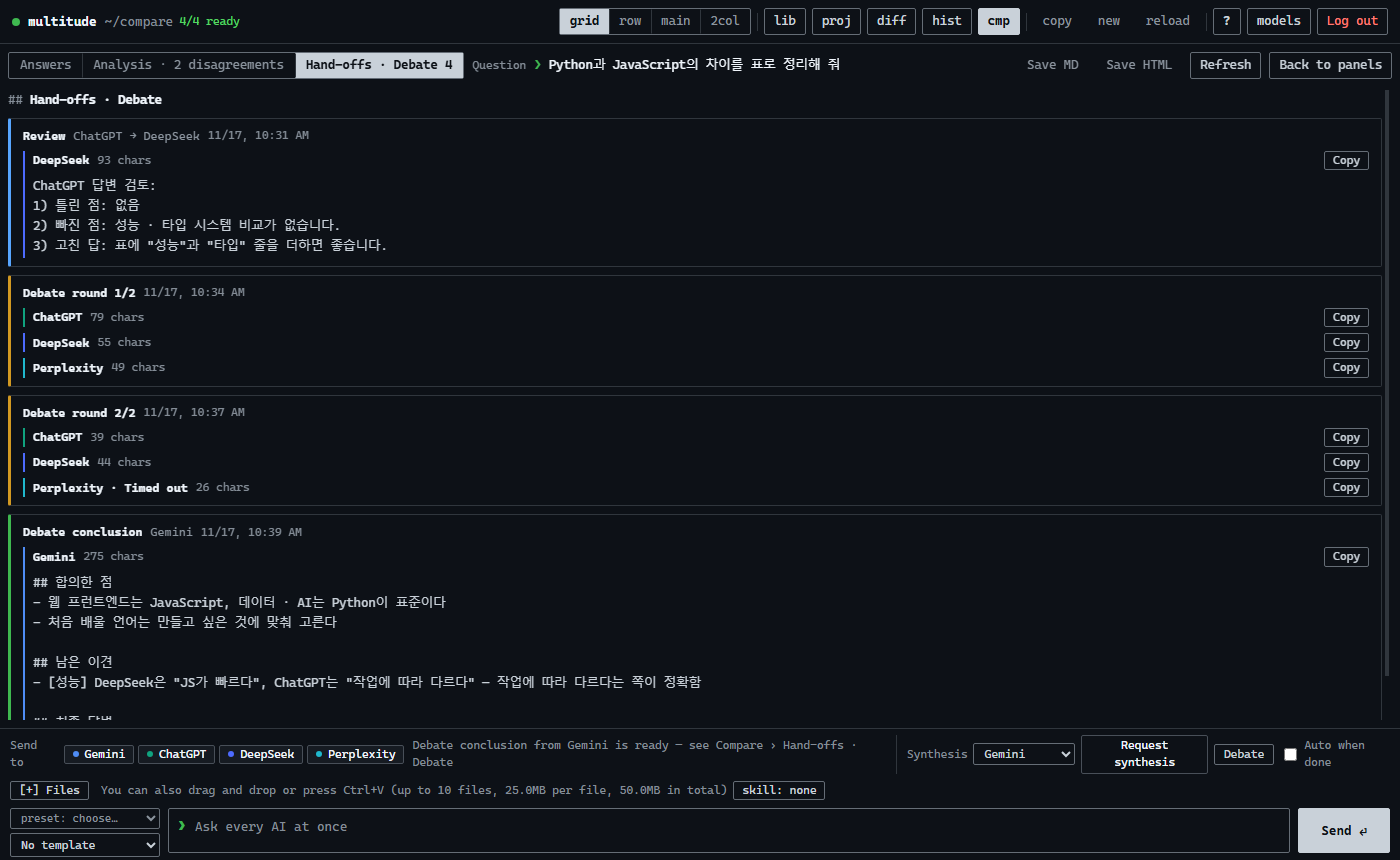 multitude ~/compare 4/4 ready grid row main 2col lib proj diff hist cmp copy new reload ? models Log out
Answers Analysis · 2 disagreements Hand-offs · Debate 4 Question ❯ Python과 JavaScript의 차이를 표로 정리해 줘 Save MD Save HTML Refresh Back to panels
## Hand-offs · Debate
Review ChatGPT → DeepSeek 11/17, 10:31 AM
DeepSeek 93 chars Copy
ChatGPT 답변 검토:
1) 틀린 점: 없음
2) 빠진 점: 성능 · 타입 시스템 비교가 없습니다.
3) 고친 답: 표에 "성능"과 "타입" 줄을 더하면 좋습니다.
Debate round 1/2 11/17, 10:34 AM
ChatGPT 79 chars Copy
DeepSeek 55 chars Copy
Perplexity 49 chars Copy
Debate round 2/2 11/17, 10:37 AM
ChatGPT 39 chars Copy
DeepSeek 44 chars Copy
Perplexity · Timed out 26 chars Copy
Debate conclusion Gemini 11/17, 10:39 AM
Gemini 275 chars Copy
## 합의한 점
– 웹 프런트엔드는 JavaScript, 데이터 · AI는 Python이 표준이다
– 처음 배울 언어는 만들고 싶은 것에 맞춰 고른다
## 남은 이견
– [성능] DeepSeek은 "JS가 빠르다", ChatGPT는 "작업에 따라 다르다" — 작업에 따라 다르다는 쪽이 정확함
Send to Gemini ChatGPT DeepSeek Perplexity Debate conclusion from Gemini is ready — see Compare › Hand-offs · Debate Synthesis Gemini Request synthesis Debate Auto when done
[+] Files You can also drag and drop or press Ctrl+V (up to 10 files, 25.0MB per file, 50.0MB in total) skill: none
preset: choose…
❯ Ask every AI at once
Send ↵
No template